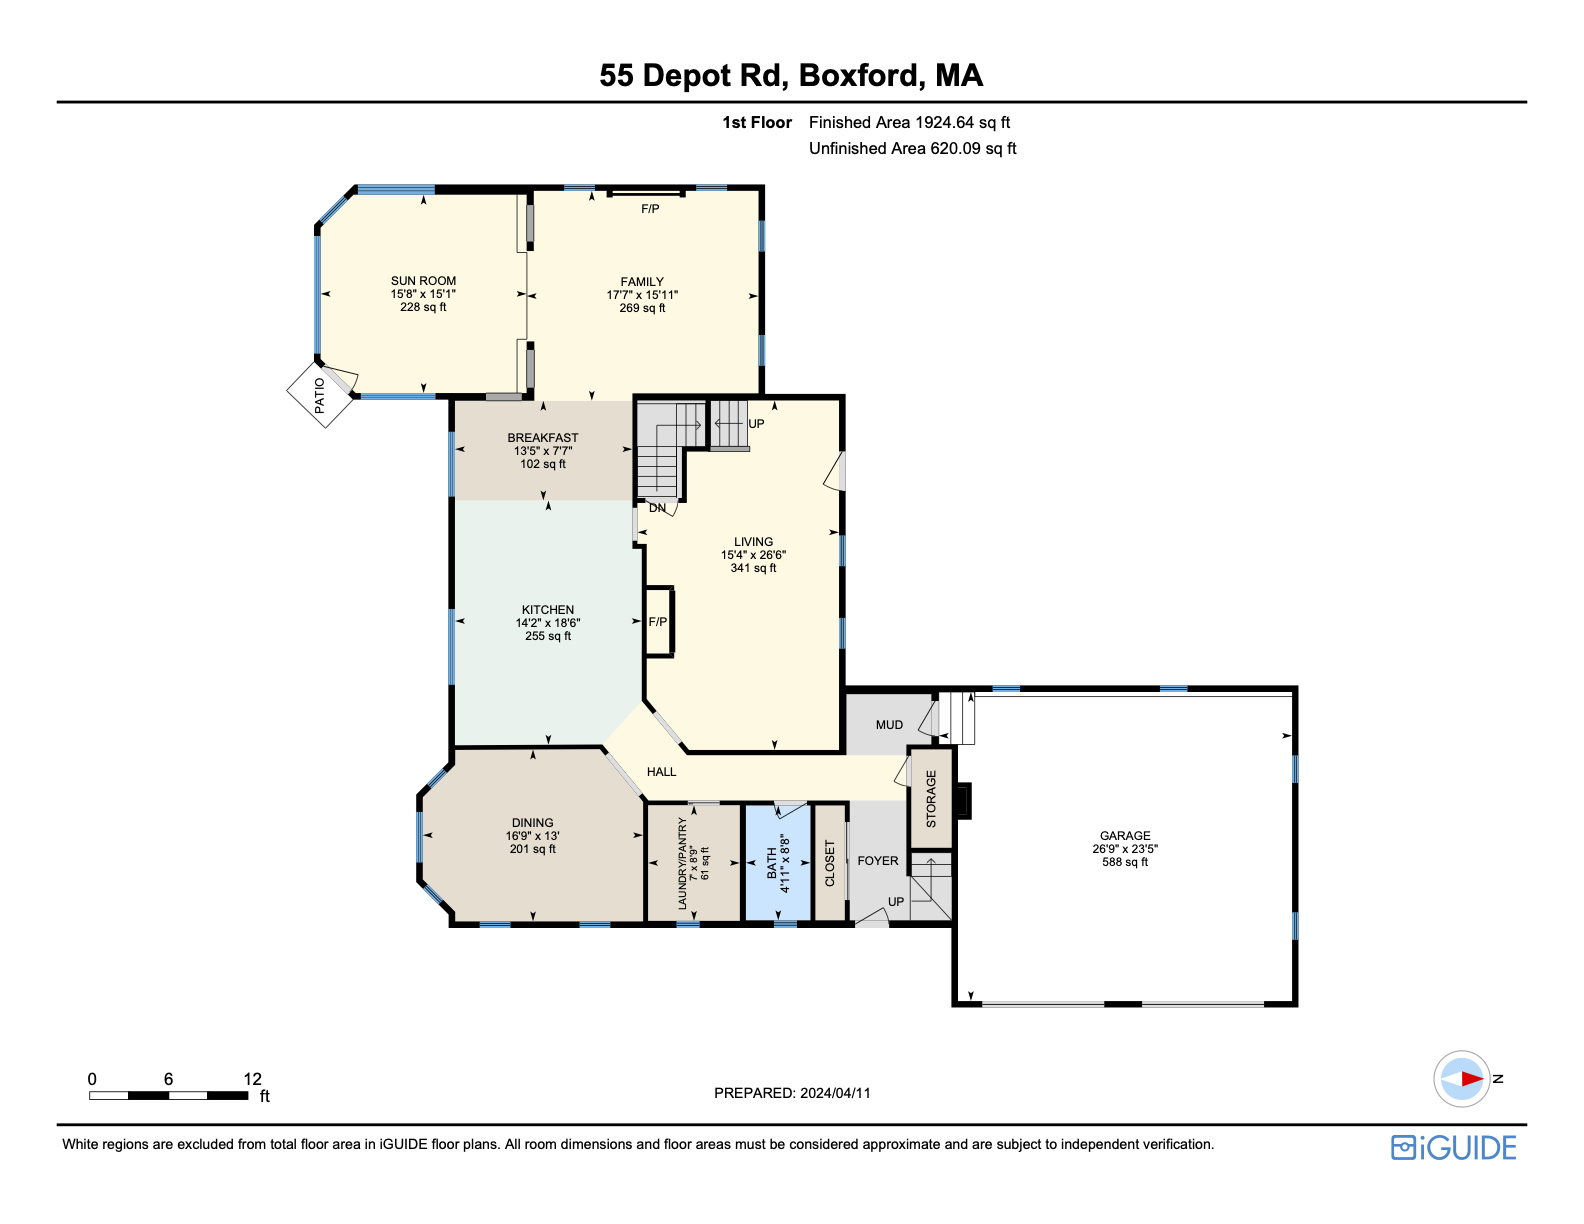 55 Depot Rd, Boxford, MA
1st Floor Finished Area 1924.64 sq ft
Unfinished Area 620.09 sq ft
F/P
SUN ROOM
15'8" x 15'1"
228 sq ft
FAMILY
17'7" x 15'11"
269 sq ft
PATIO
BREAKFAST
13'5" x 7'7"
102 sq ft
UP
DN
LIVING
15'4" x 26'6"
341 sq ft
KITCHEN
14'2" x 18'6"
255 sq ft
F/P
MUD
HALL
STORAGE
DINING
16'9" x 13'
201 sq ft
LAUNDRY/PANTRY
7' x 8'9"
61 sq ft
BATH
4'11" x 8'8"
CLOSET
FOYER
UP
GARAGE
26'9" x 23'5"
588 sq ft
0 6 12
ft
PREPARED: 2024/04/11
N
White regions are excluded from total floor area in iGUIDE floor plans. All room dimensions and floor areas must be considered approximate and are subject to independent verification.
iGUIDE